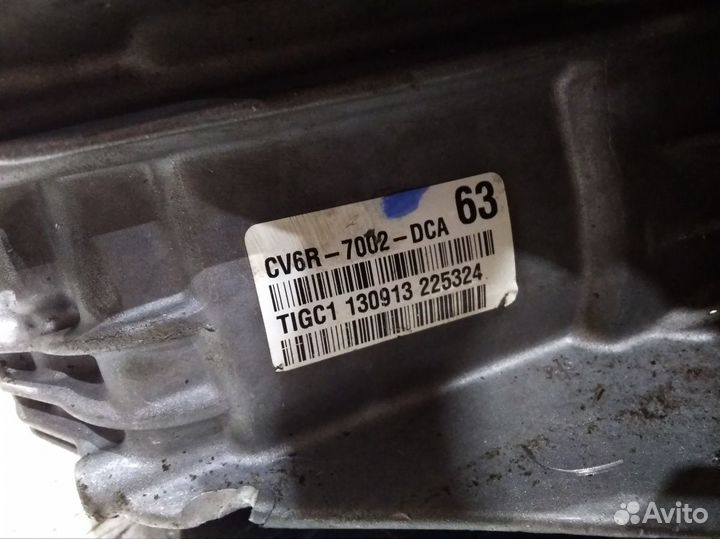 63
CV6R-7002-DCA
TIGC1 130913 225324
Avito